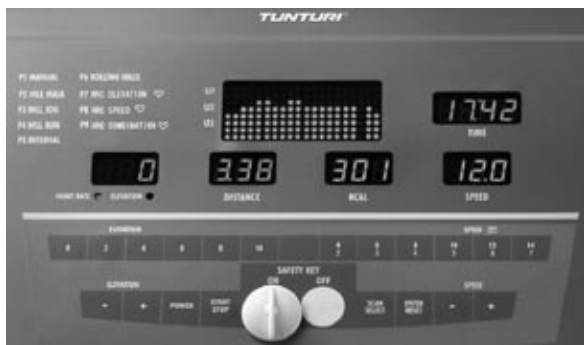 TUNTURI
P1 MANUAL P6 ROLLING HILLS
P2 HILL WALK P7 HRC ELEVATION
P3 HILL JOG P8 HRC SPEED
P4 HILL RUN P9 HRC COMBINATION
P5 INTERVAL
17.42
TIME
0 3.38 301 12.0
HEART RATE ELEVATION DISTANCE KCAL SPEED
ELEVATION SPEED
0 2 4 6 8 10
SAFETY KEY
ELEVATION ON OFF SPEED
- + POWER START STOP SCAN SELECT ENTER RESET - +